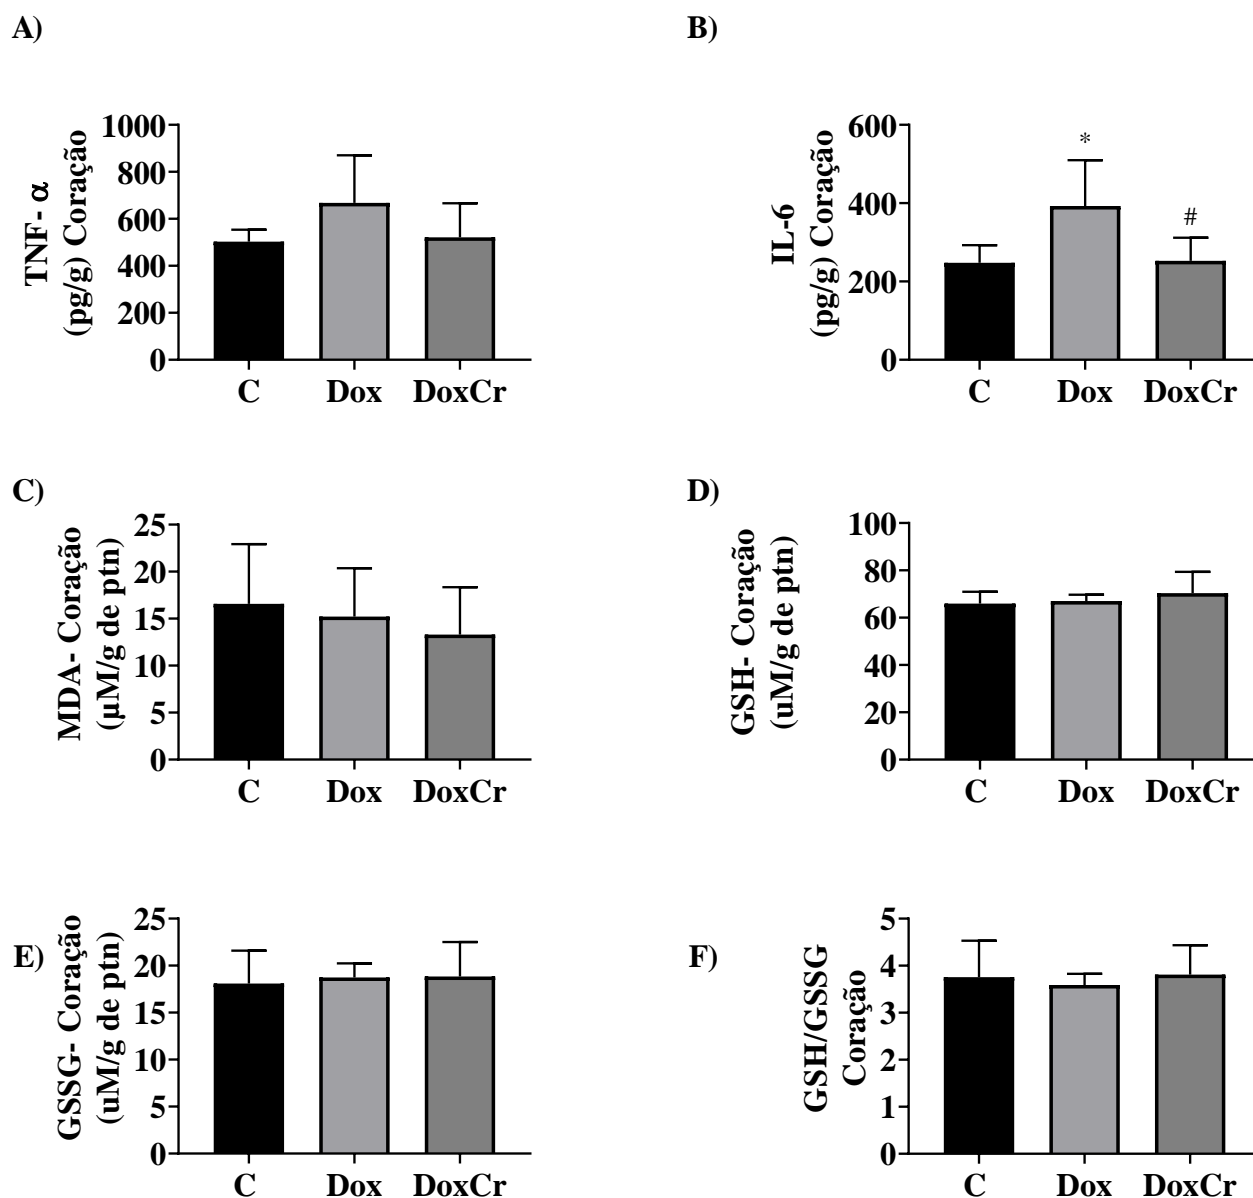 A)
TNF- α
(pg/g) Coração
1000
800
600
400
200
0
C Dox DoxCr
B)
IL-6
(pg/g) Coração
600
400
200
0
*
#
C Dox DoxCr
C)
MDA- Coração
(µM/g de ptn)
25
20
15
10
5
0
C Dox DoxCr
D)
GSH- Coração
(uM/g de ptn)
100
80
60
40
20
0
C Dox DoxCr
E)
GSSG- Coração
(uM/g de ptn)
25
20
15
10
5
0
C Dox DoxCr
F)
GSH/GSSG
Coração
5
4
3
2
1
0
C Dox DoxCr